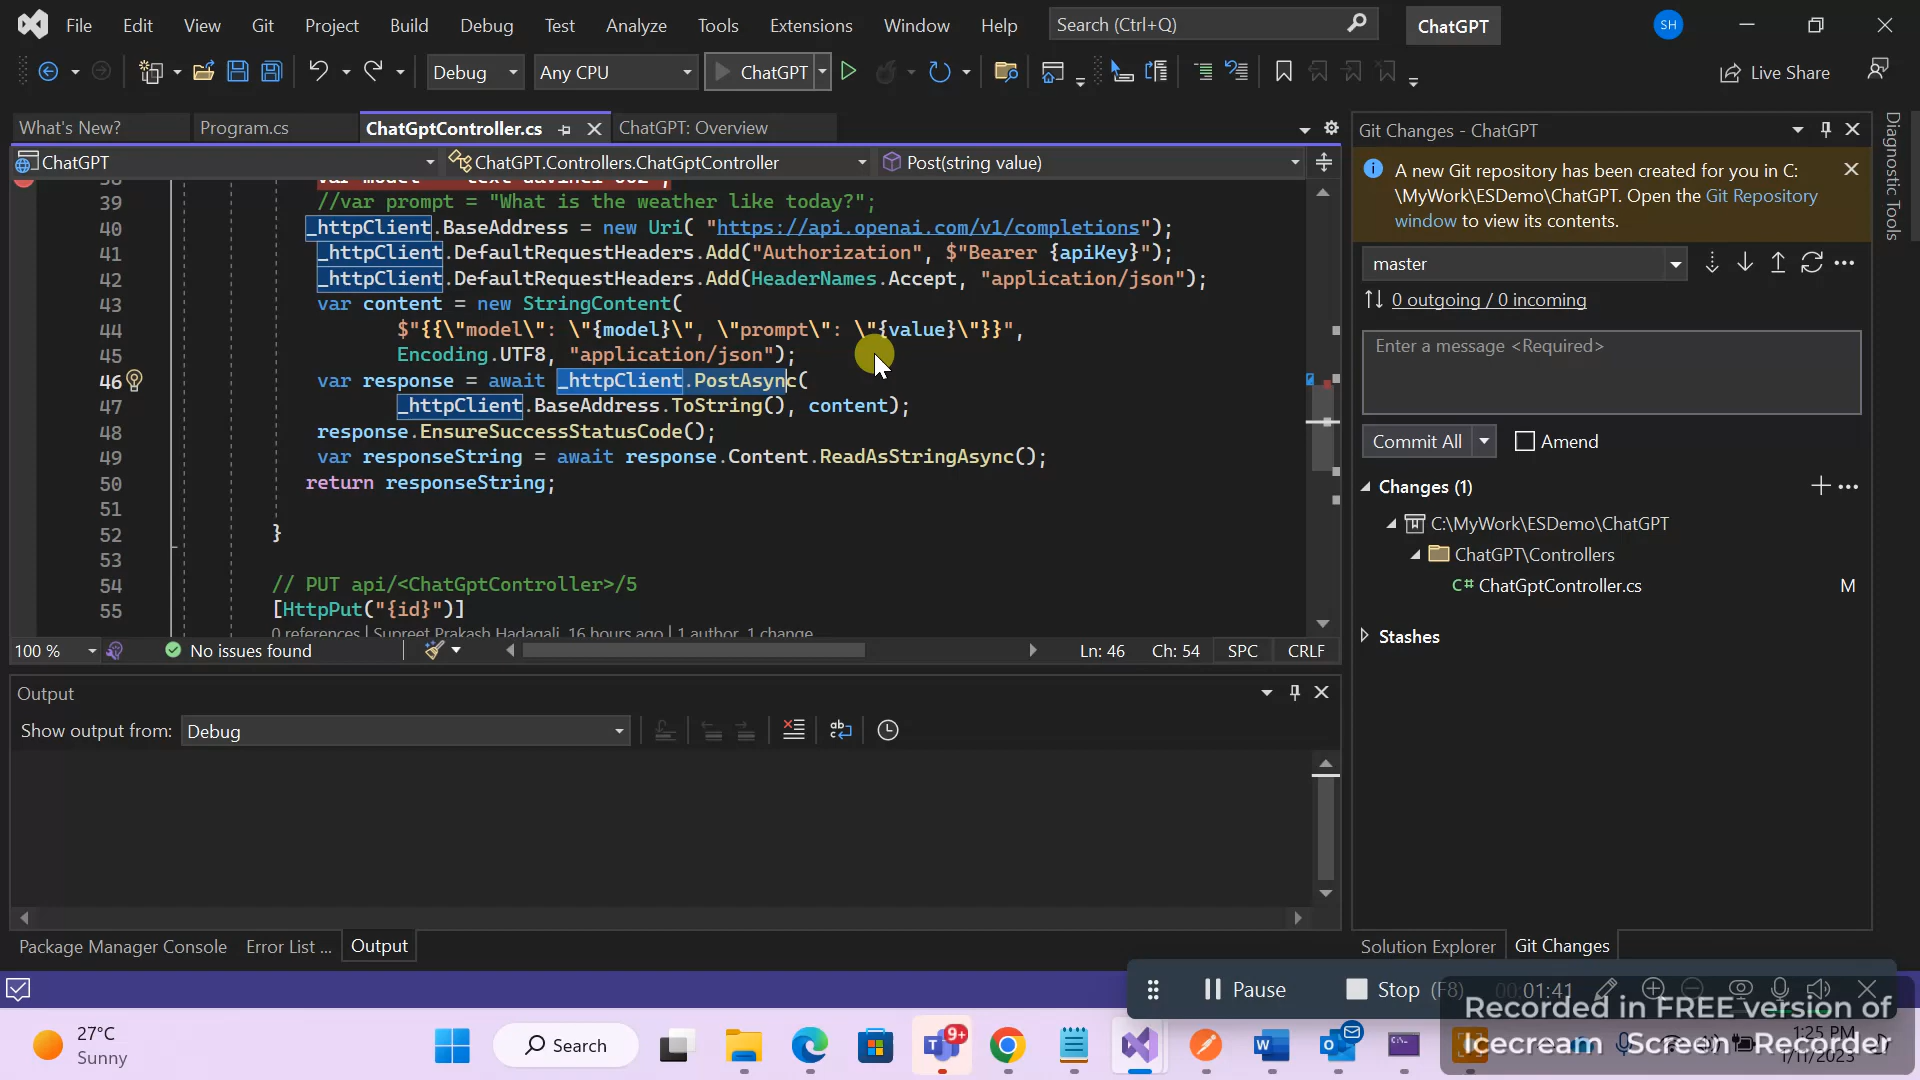 File Edit View Git Project Build Debug Test Analyze Tools Extensions Window Help Search (Ctrl+Q) ChatGPT SH
Debug Any CPU ChatGPT Live Share
What's New? Program.cs ChatGptController.cs ChatGPT: Overview
ChatGPT ChatGPT.Controllers.ChatGptController Post(string value)
39 //var prompt = "What is the weather like today?";
40 _httpClient.BaseAddress = new Uri( "https://api.openai.com/v1/completions");
41 _httpClient.DefaultRequestHeaders.Add("Authorization", $"Bearer {apiKey}");
42 _httpClient.DefaultRequestHeaders.Add(HeaderNames.Accept, "application/json");
43 var content = new StringContent(
44 $"{{\"model\": \"{model}\", \"prompt\": \"{value}\"}}",
45 Encoding.UTF8, "application/json");
46 var response = await _httpClient.PostAsync(
47 _httpClient.BaseAddress.ToString(), content);
48 response.EnsureSuccessStatusCode();
49 var responseString = await response.Content.ReadAsStringAsync();
50 return responseString;
51
52 }
53
54 // PUT api/<ChatGptController>/5
55 [HttpPut("{id}")]
0 references | Supreet Prakash Hadagali, 16 hours ago | 1 author, 1 change
100 % No issues found Ln: 46 Ch: 54 SPC CRLF
Output
Show output from: Debug
Package Manager Console Error List ... Output
Git Changes - ChatGPT
A new Git repository has been created for you in C:
\MyWork\ESDemo\ChatGPT. Open the Git Repository
window to view its contents.
master
0 outgoing / 0 incoming
Enter a message <Required>
Commit All Amend
Changes (1)
C:\MyWork\ESDemo\ChatGPT
ChatGPT\Controllers
C# ChatGptController.cs M
Stashes
Solution Explorer Git Changes
Diagnostic Tools
Pause Stop (F8) 00:01:41
Recorded in FREE version of
Icecream Screen Recorder
27°C
Sunny
Search
9+
1:25 PM
1/11/2023